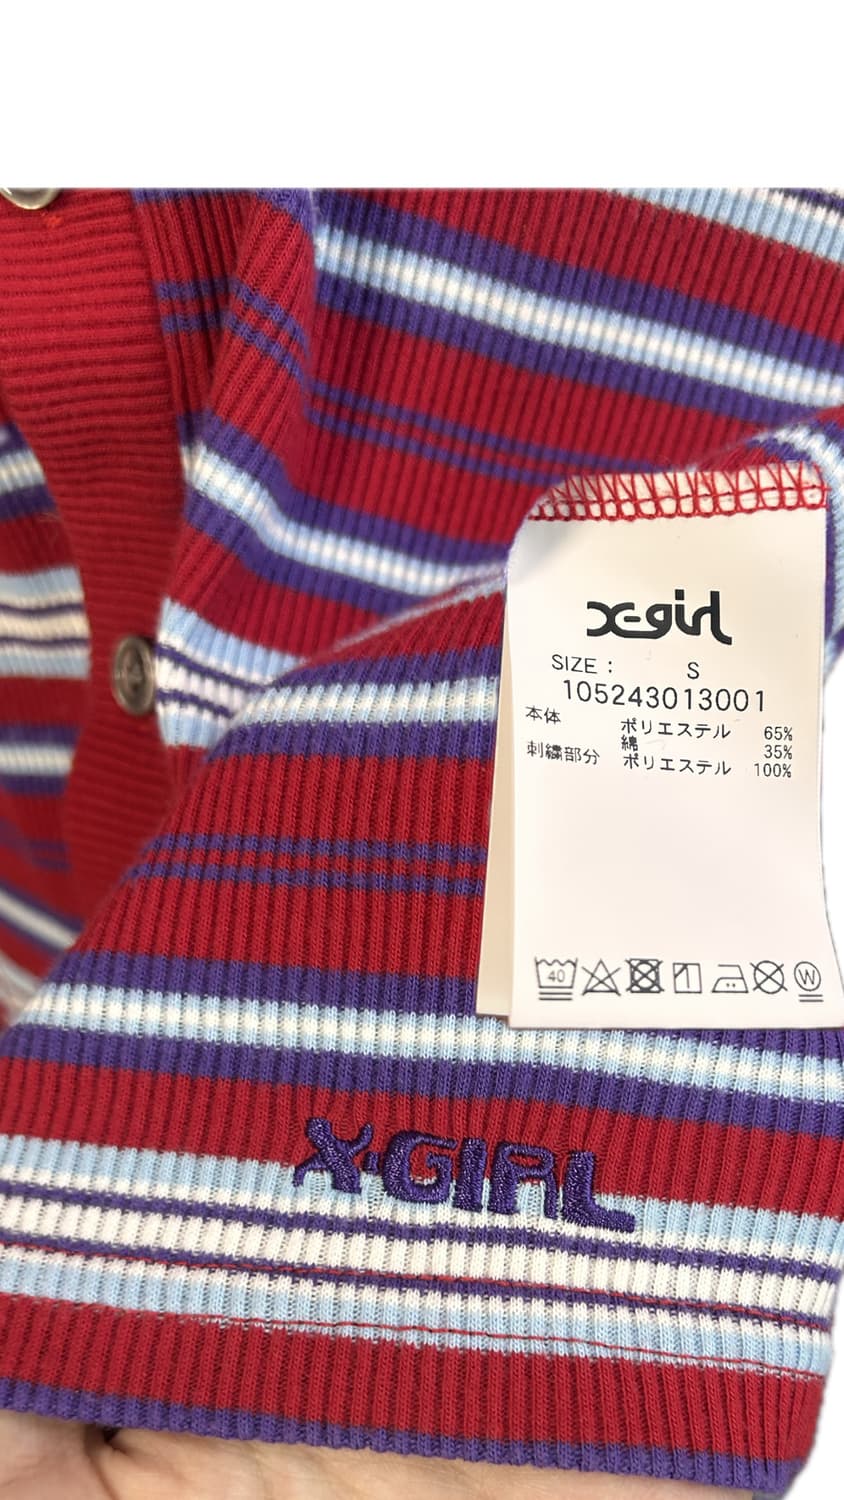 X-girl
SIZE : S
105243013001
本体 ポリエステル 65%
綿 35%
刺繍部分 ポリエステル 100%
40
W
X-GIRL